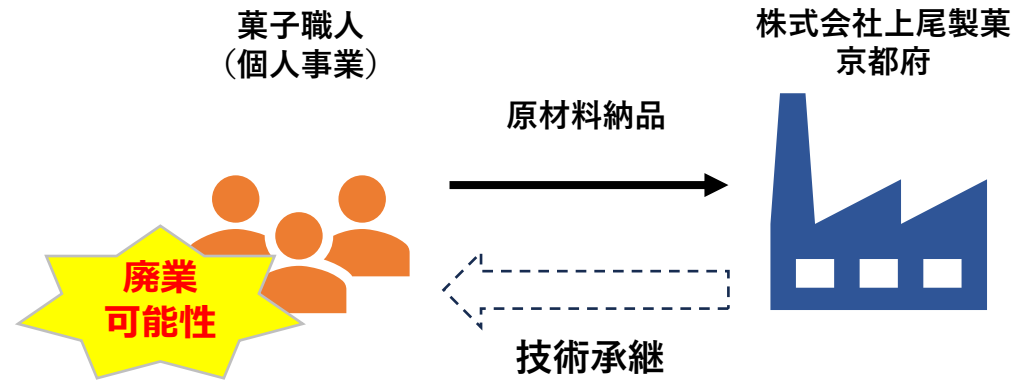 菓子職人
（個人事業）
株式会社上尾製菓
京都府
原材料納品
廃業
可能性
技術承継